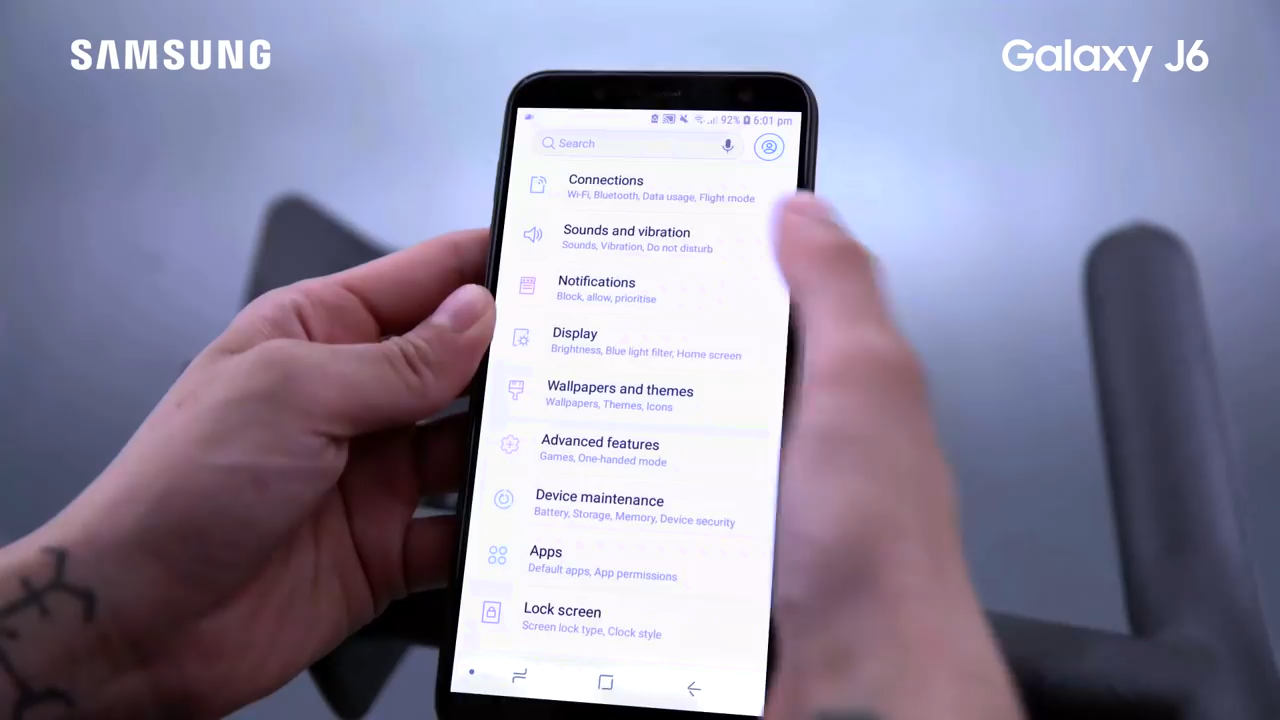 SAMSUNG
Galaxy J6
92% 6:01 pm
Search
Connections
Wi-Fi, Bluetooth, Data usage, Flight mode
Sounds and vibration
Sounds, Vibration, Do not disturb
Notifications
Block, allow, prioritise
Display
Brightness, Blue light filter, Home screen
Wallpapers and themes
Wallpapers, Themes, Icons
Advanced features
Games, One-handed mode
Device maintenance
Battery, Storage, Memory, Device security
Apps
Default apps, App permissions
Lock screen
Screen lock type, Clock style